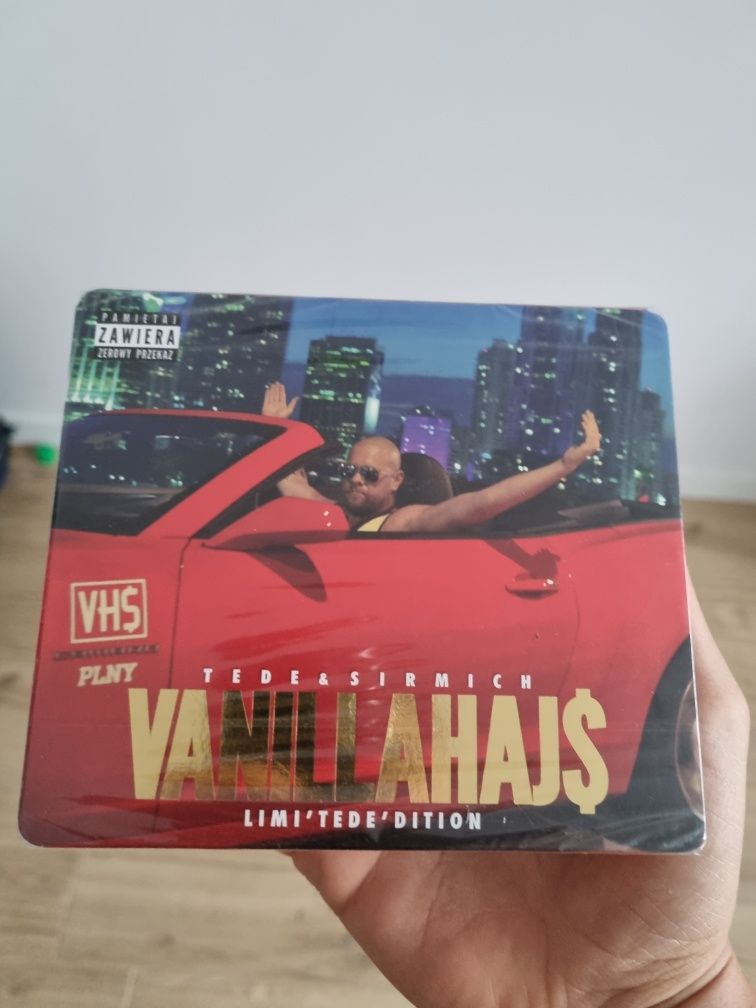 PAMIĘTAJ
ZAWIERA
ZEROWY PRZEKAZ
VH$
PLNY
TEDE & SIRMICH
VANILLAHAJ$
LIMI'TEDE'DITION